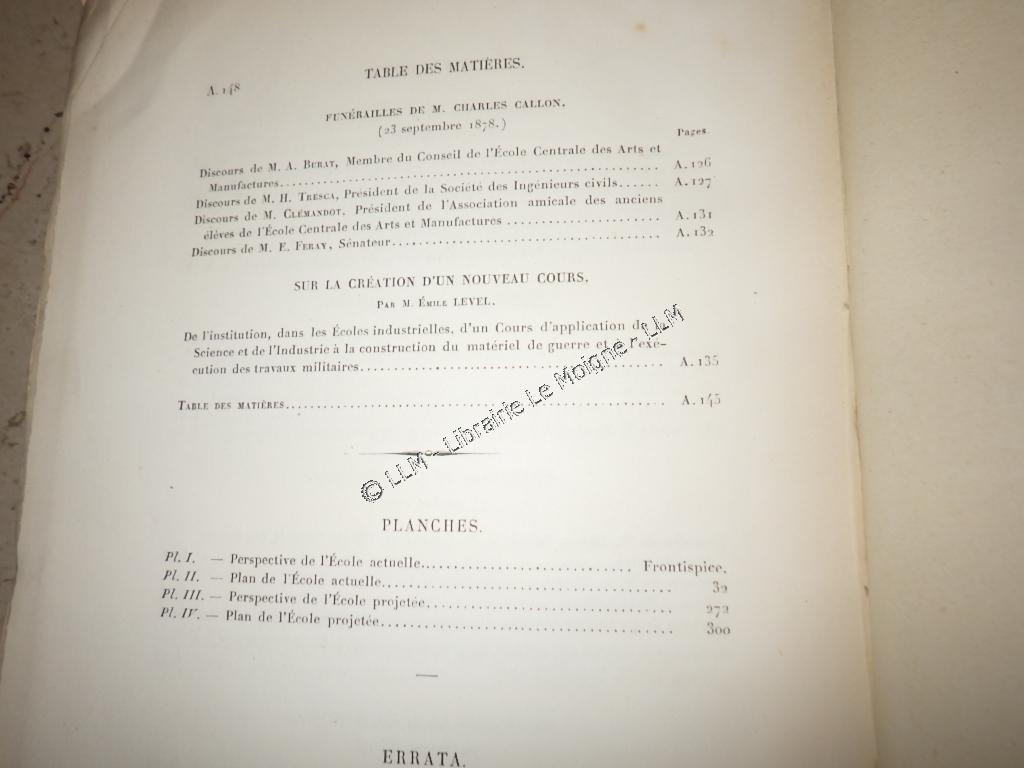 A. 148
TABLE DES MATIÈRES.
FUNÉRAILLES DE M. CHARLES CALLON.
(23 septembre 1878.)
Pages.
Discours de M. A. BURAT, Membre du Conseil de l'École Centrale des Arts et
Manufactures........ A. 126
Discours de M. H. TRESCA, Président de la Société des Ingénieurs civils...... A. 127
Discours de M. CLÉMANDOT. Président de l'Association amicale des anciens
élèves de l'École Centrale des Arts et Manufactures ........ A. 131
Discours de M. E. FERAY, Sénateur........ A. 132
SUR LA CRÉATION D'UN NOUVEAU COURS.
PAR M. ÉMILE LEVEL.
De l'institution, dans les Écoles industrielles, d'un Cours d'application de
Science et de l'Industrie à la construction du matériel de guerre et l'exé-
cution des travaux militaires........ A. 135
TABLE DES MATIÈRES........ A. 145
© LLM - Librairie Le Moigne - LLM
PLANCHES.
Pl. I. — Perspective de l'École actuelle........ Frontispice.
Pl. II. — Plan de l'École actuelle........ 32
Pl. III. — Perspective de l'École projetée........ 272
Pl. IV. — Plan de l'École projetée........ 300
ERRATA.